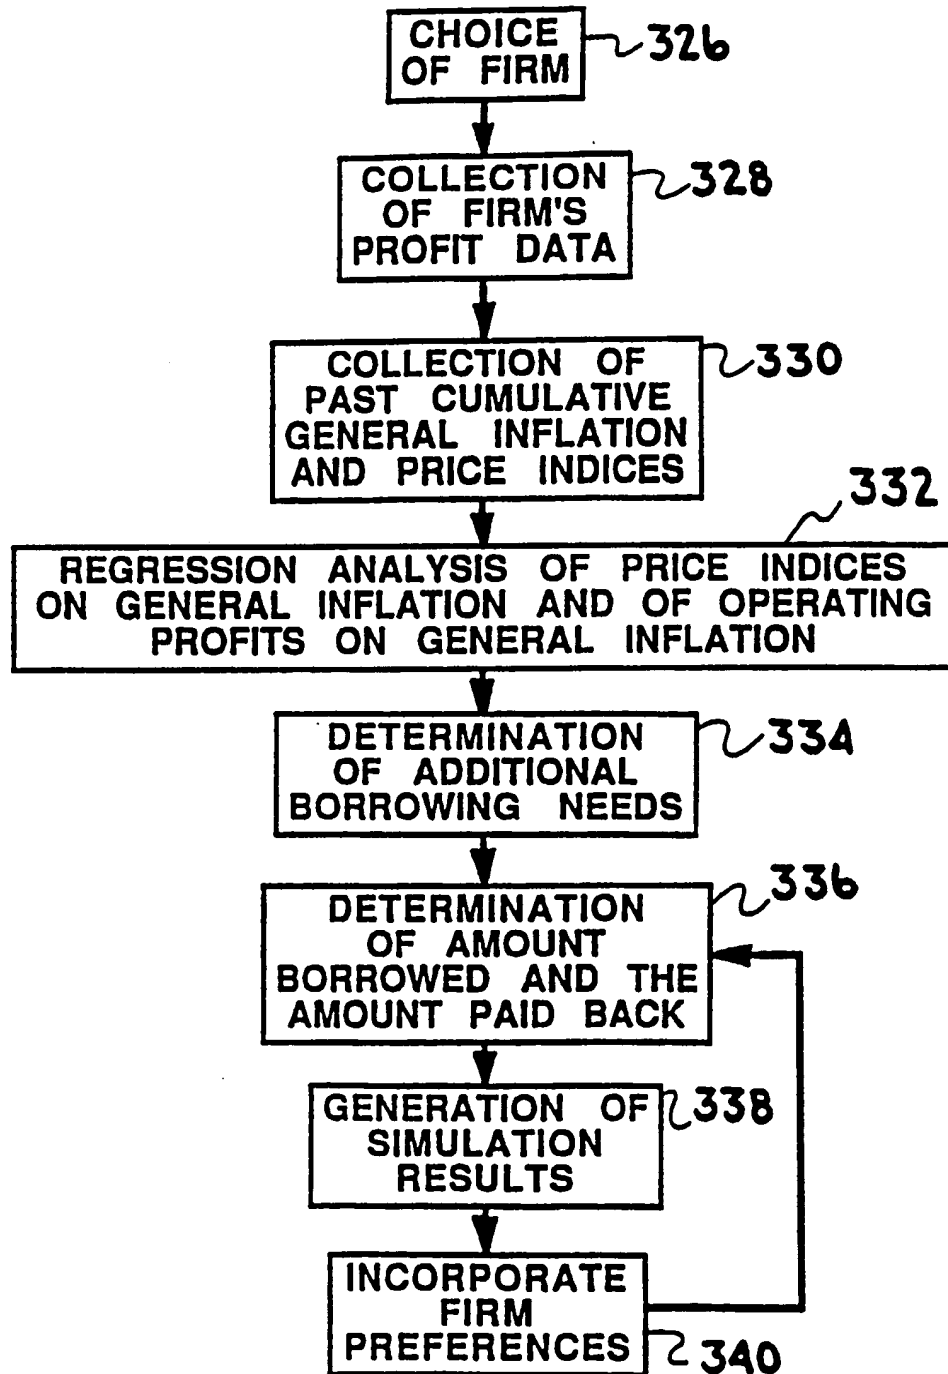 CHOICE
OF FIRM
326
COLLECTION
OF FIRM'S
PROFIT DATA
328
COLLECTION OF
PAST CUMULATIVE
GENERAL INFLATION
AND PRICE INDICES
330
332
REGRESSION ANALYSIS OF PRICE INDICES
ON GENERAL INFLATION AND OF OPERATING
PROFITS ON GENERAL INFLATION
DETERMINATION
OF ADDITIONAL
BORROWING NEEDS
334
DETERMINATION
OF AMOUNT
BORROWED AND THE
AMOUNT PAID BACK
336
GENERATION OF
SIMULATION
RESULTS
338
INCORPORATE
FIRM
PREFERENCES
340